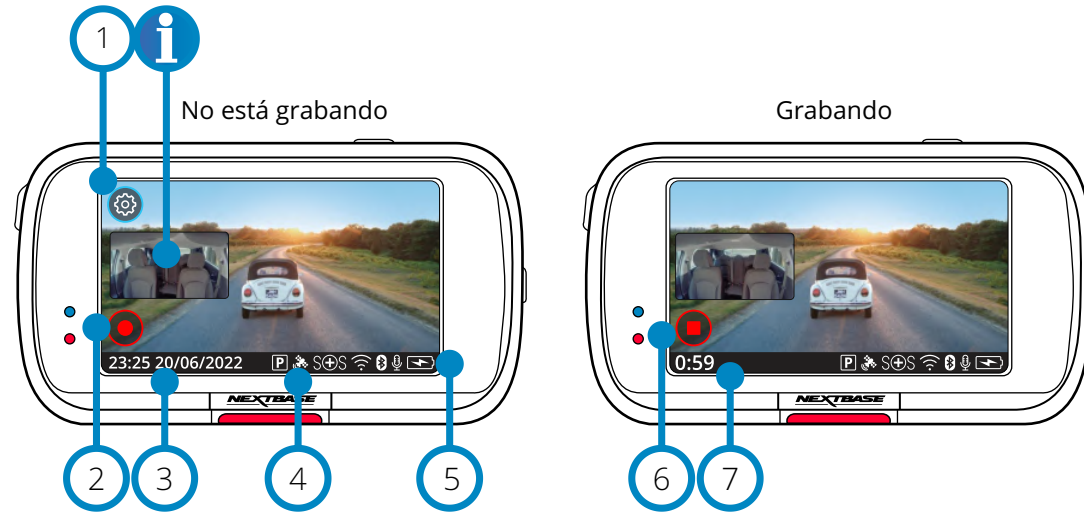 1
No está grabando
Grabando
23:25 20/06/2022 P S S
0:59 P S S
NEXTBASE
NEXTBASE
2
3
4
5
6
7